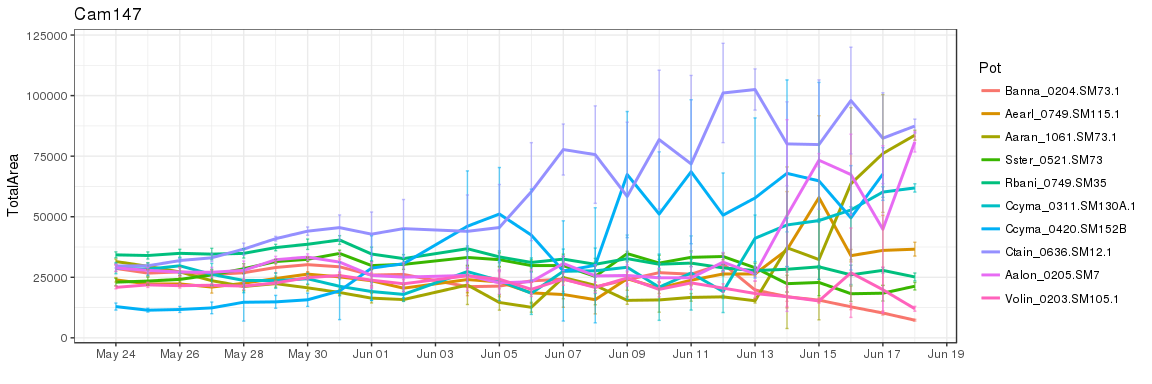 Cam147
TotalArea
125000
100000
75000
50000
25000
0
May 24 May 26 May 28 May 30 Jun 01 Jun 03 Jun 05 Jun 07 Jun 09 Jun 11 Jun 13 Jun 15 Jun 17 Jun 19
Pot
Banna_0204.SM73.1
Aearl_0749.SM115.1
Aaran_1061.SM73.1
Sster_0521.SM73
Rbani_0749.SM35
Ccyma_0311.SM130A.1
Ccyma_0420.SM152B
Ctain_0636.SM12.1
Aalon_0205.SM7
Volin_0203.SM105.1